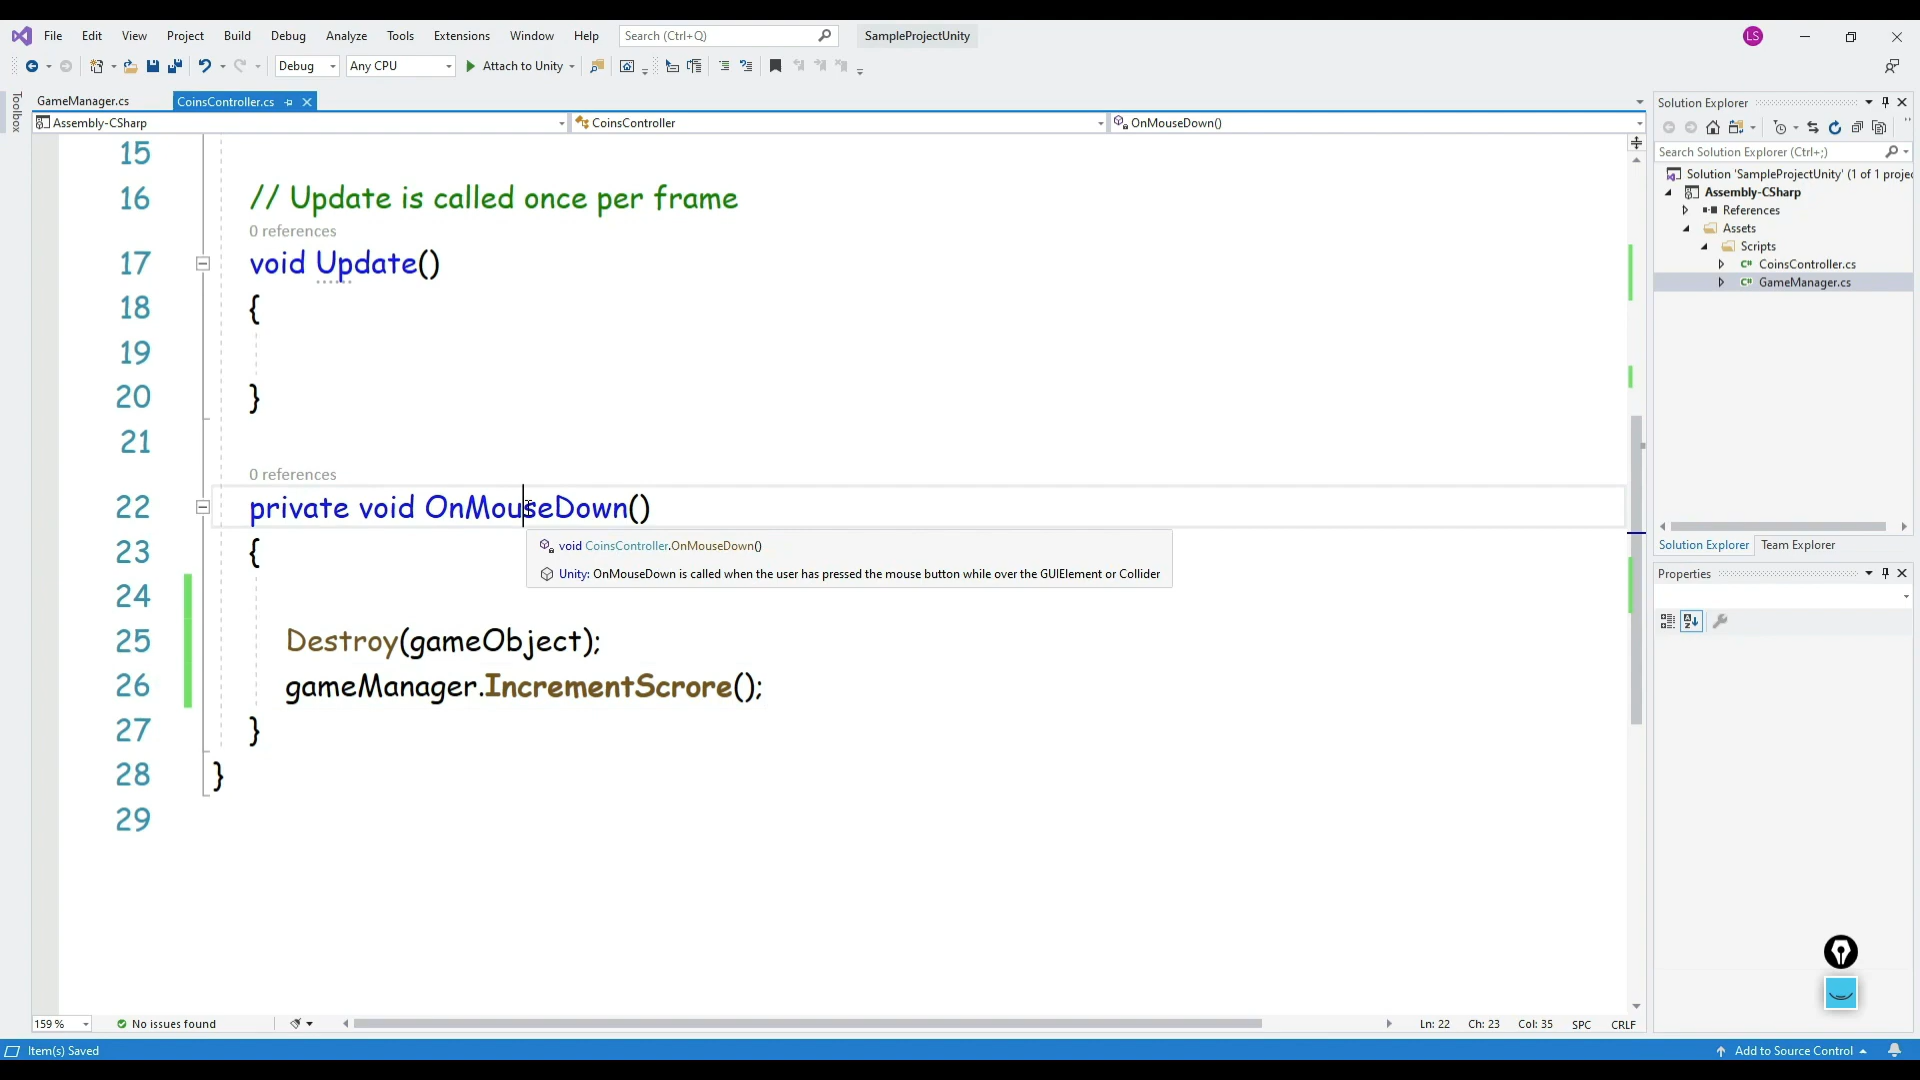 File Edit View Project Build Debug Analyze Tools Extensions Window Help Search (Ctrl+Q) SampleProjectUnity LS
Debug Any CPU Attach to Unity
Toolbox
GameManager.cs CoinsController.cs
Assembly-CSharp CoinsController OnMouseDown()
15
16 // Update is called once per frame
0 references
17 void Update()
18 {
19
20 }
21
0 references
22 private void OnMouseDown()
23 {
void CoinsController.OnMouseDown()
Unity: OnMouseDown is called when the user has pressed the mouse button while over the GUIElement or Collider
24
25 Destroy(gameObject);
26 gameManager.IncrementScrore();
27 }
28 }
29
159 % No issues found Ln: 22 Ch: 23 Col: 35 SPC CRLF
Item(s) Saved Add to Source Control
Solution Explorer
Search Solution Explorer (Ctrl+;)
Solution 'SampleProjectUnity' (1 of 1 projec
Assembly-CSharp
References
Assets
Scripts
C# CoinsController.cs
C# GameManager.cs
Solution Explorer Team Explorer
Properties